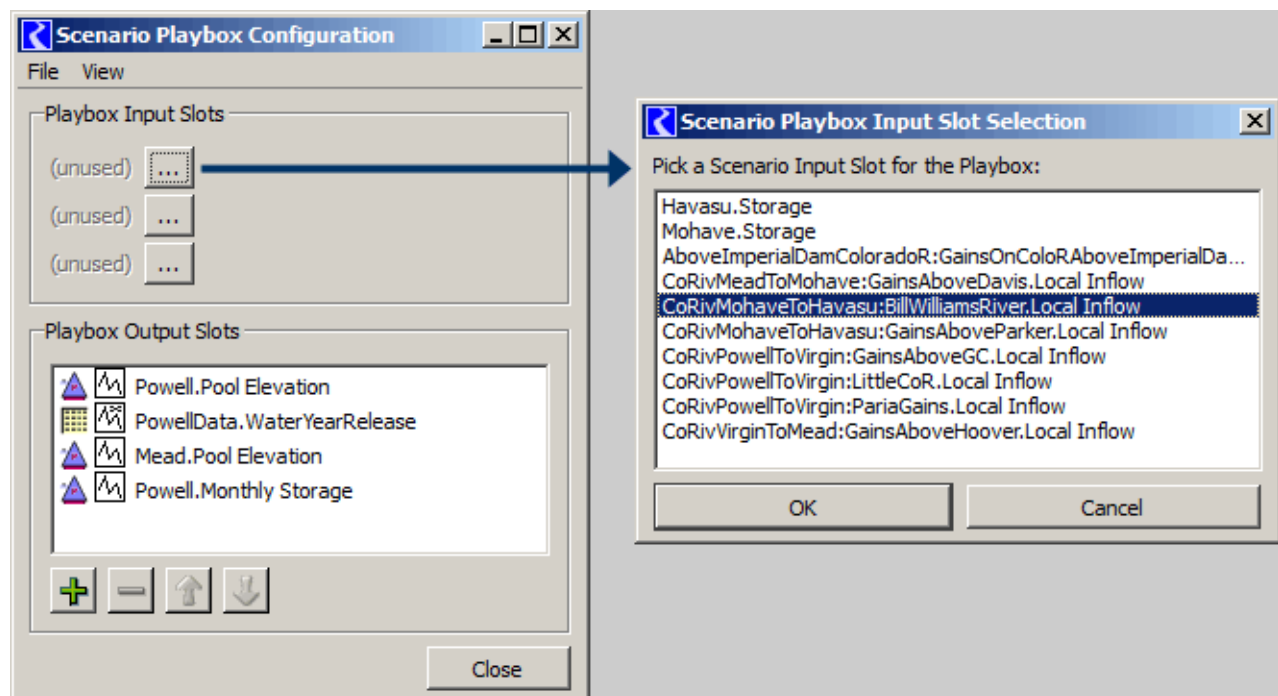 Scenario Playbox Configuration
File View
Playbox Input Slots
(unused) ...
(unused) ...
(unused) ...
Playbox Output Slots
Powell.Pool Elevation
PowellData.WaterYearRelease
Mead.Pool Elevation
Powell.Monthly Storage
Close
Scenario Playbox Input Slot Selection
Pick a Scenario Input Slot for the Playbox:
Havasu.Storage
Mohave.Storage
AboveImperialDamColoradoR:GainsOnColoRAboveImperialDa...
CoRivMeadToMohave:GainsAboveDavis.Local Inflow
CoRivMohaveToHavasu:BillWilliamsRiver.Local Inflow
CoRivMohaveToHavasu:GainsAboveParker.Local Inflow
CoRivPowellToVirgin:GainsAboveGC.Local Inflow
CoRivPowellToVirgin:LittleCoR.Local Inflow
CoRivPowellToVirgin:PariaGains.Local Inflow
CoRivVirginToMead:GainsAboveHoover.Local Inflow
OK Cancel